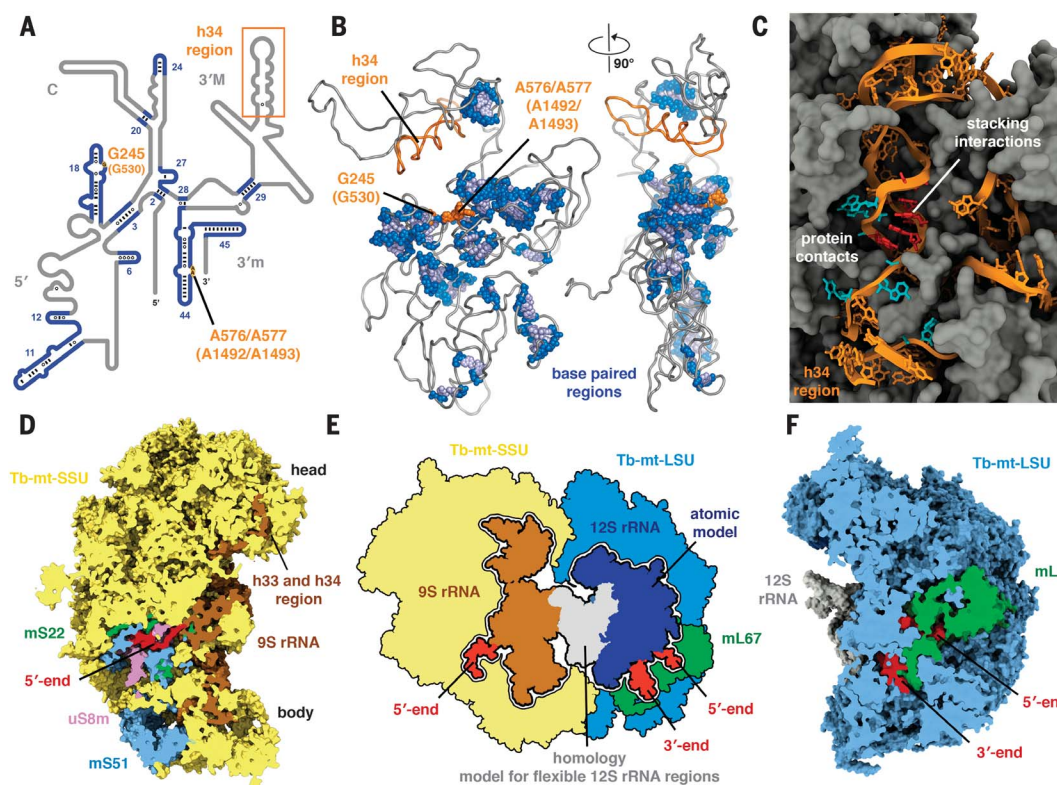 A
h34
region
3′M
24
C
20
G245
(G530)
18
27
28
2
29
3
45
6
3′m
5′
5′
3′
44
12
A576/A577
(A1492/A1493)
11
B
90°
h34
region
A576/A577
(A1492/
A1493)
G245
(G530)
base paired
regions
C
stacking
interactions
protein
contacts
h34
region
D
Tb-mt-SSU
head
h33 and h34
region
mS22
9S rRNA
5′-end
uS8m
body
mS51
E
Tb-mt-SSU
Tb-mt-LSU
12S rRNA
atomic
model
9S rRNA
mL67
5′-end
5′-end
3′-end
homology
model for flexible 12S rRNA regions
F
Tb-mt-LSU
mL
12S
rRNA
5′-en
3′-end